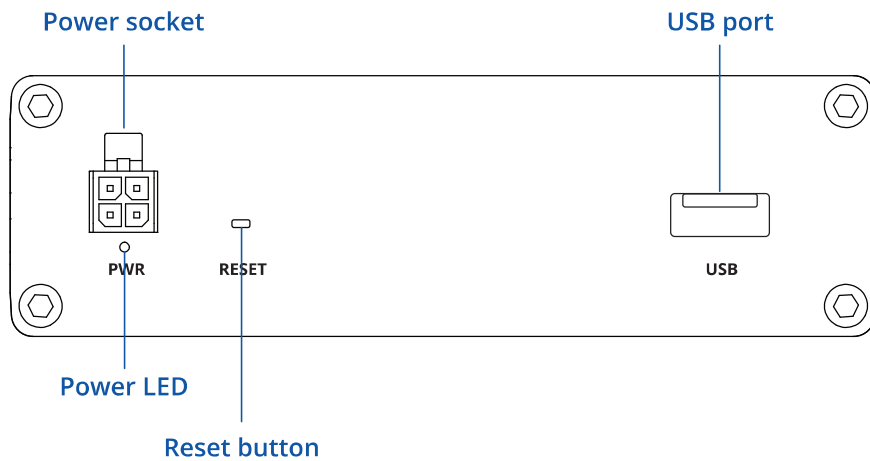 Power socket
USB port
PWR
RESET
USB
Power LED
Reset button